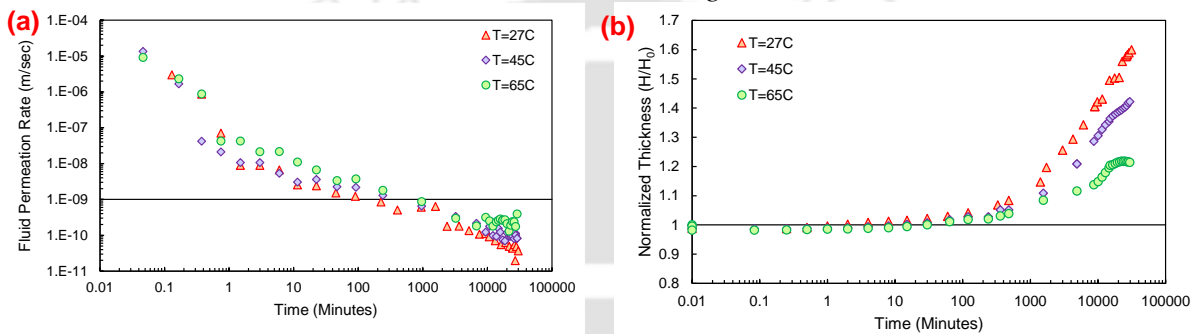 (a)
Fluid Permeation Rate (m/sec)
1.E-04
1.E-05
1.E-06
1.E-07
1.E-08
1.E-09
1.E-10
1.E-11
T=27C
T=45C
T=65C
0.01 0.1 1 10 100 1000 10000 100000
Time (Minutes)
(b)
Normalized Thickness (H/H₀)
1.7
1.6
1.5
1.4
1.3
1.2
1.1
1
0.9
0.8
T=27C
T=45C
T=65C
0.01 0.1 1 10 100 1000 10000 100000
Time (Minutes)